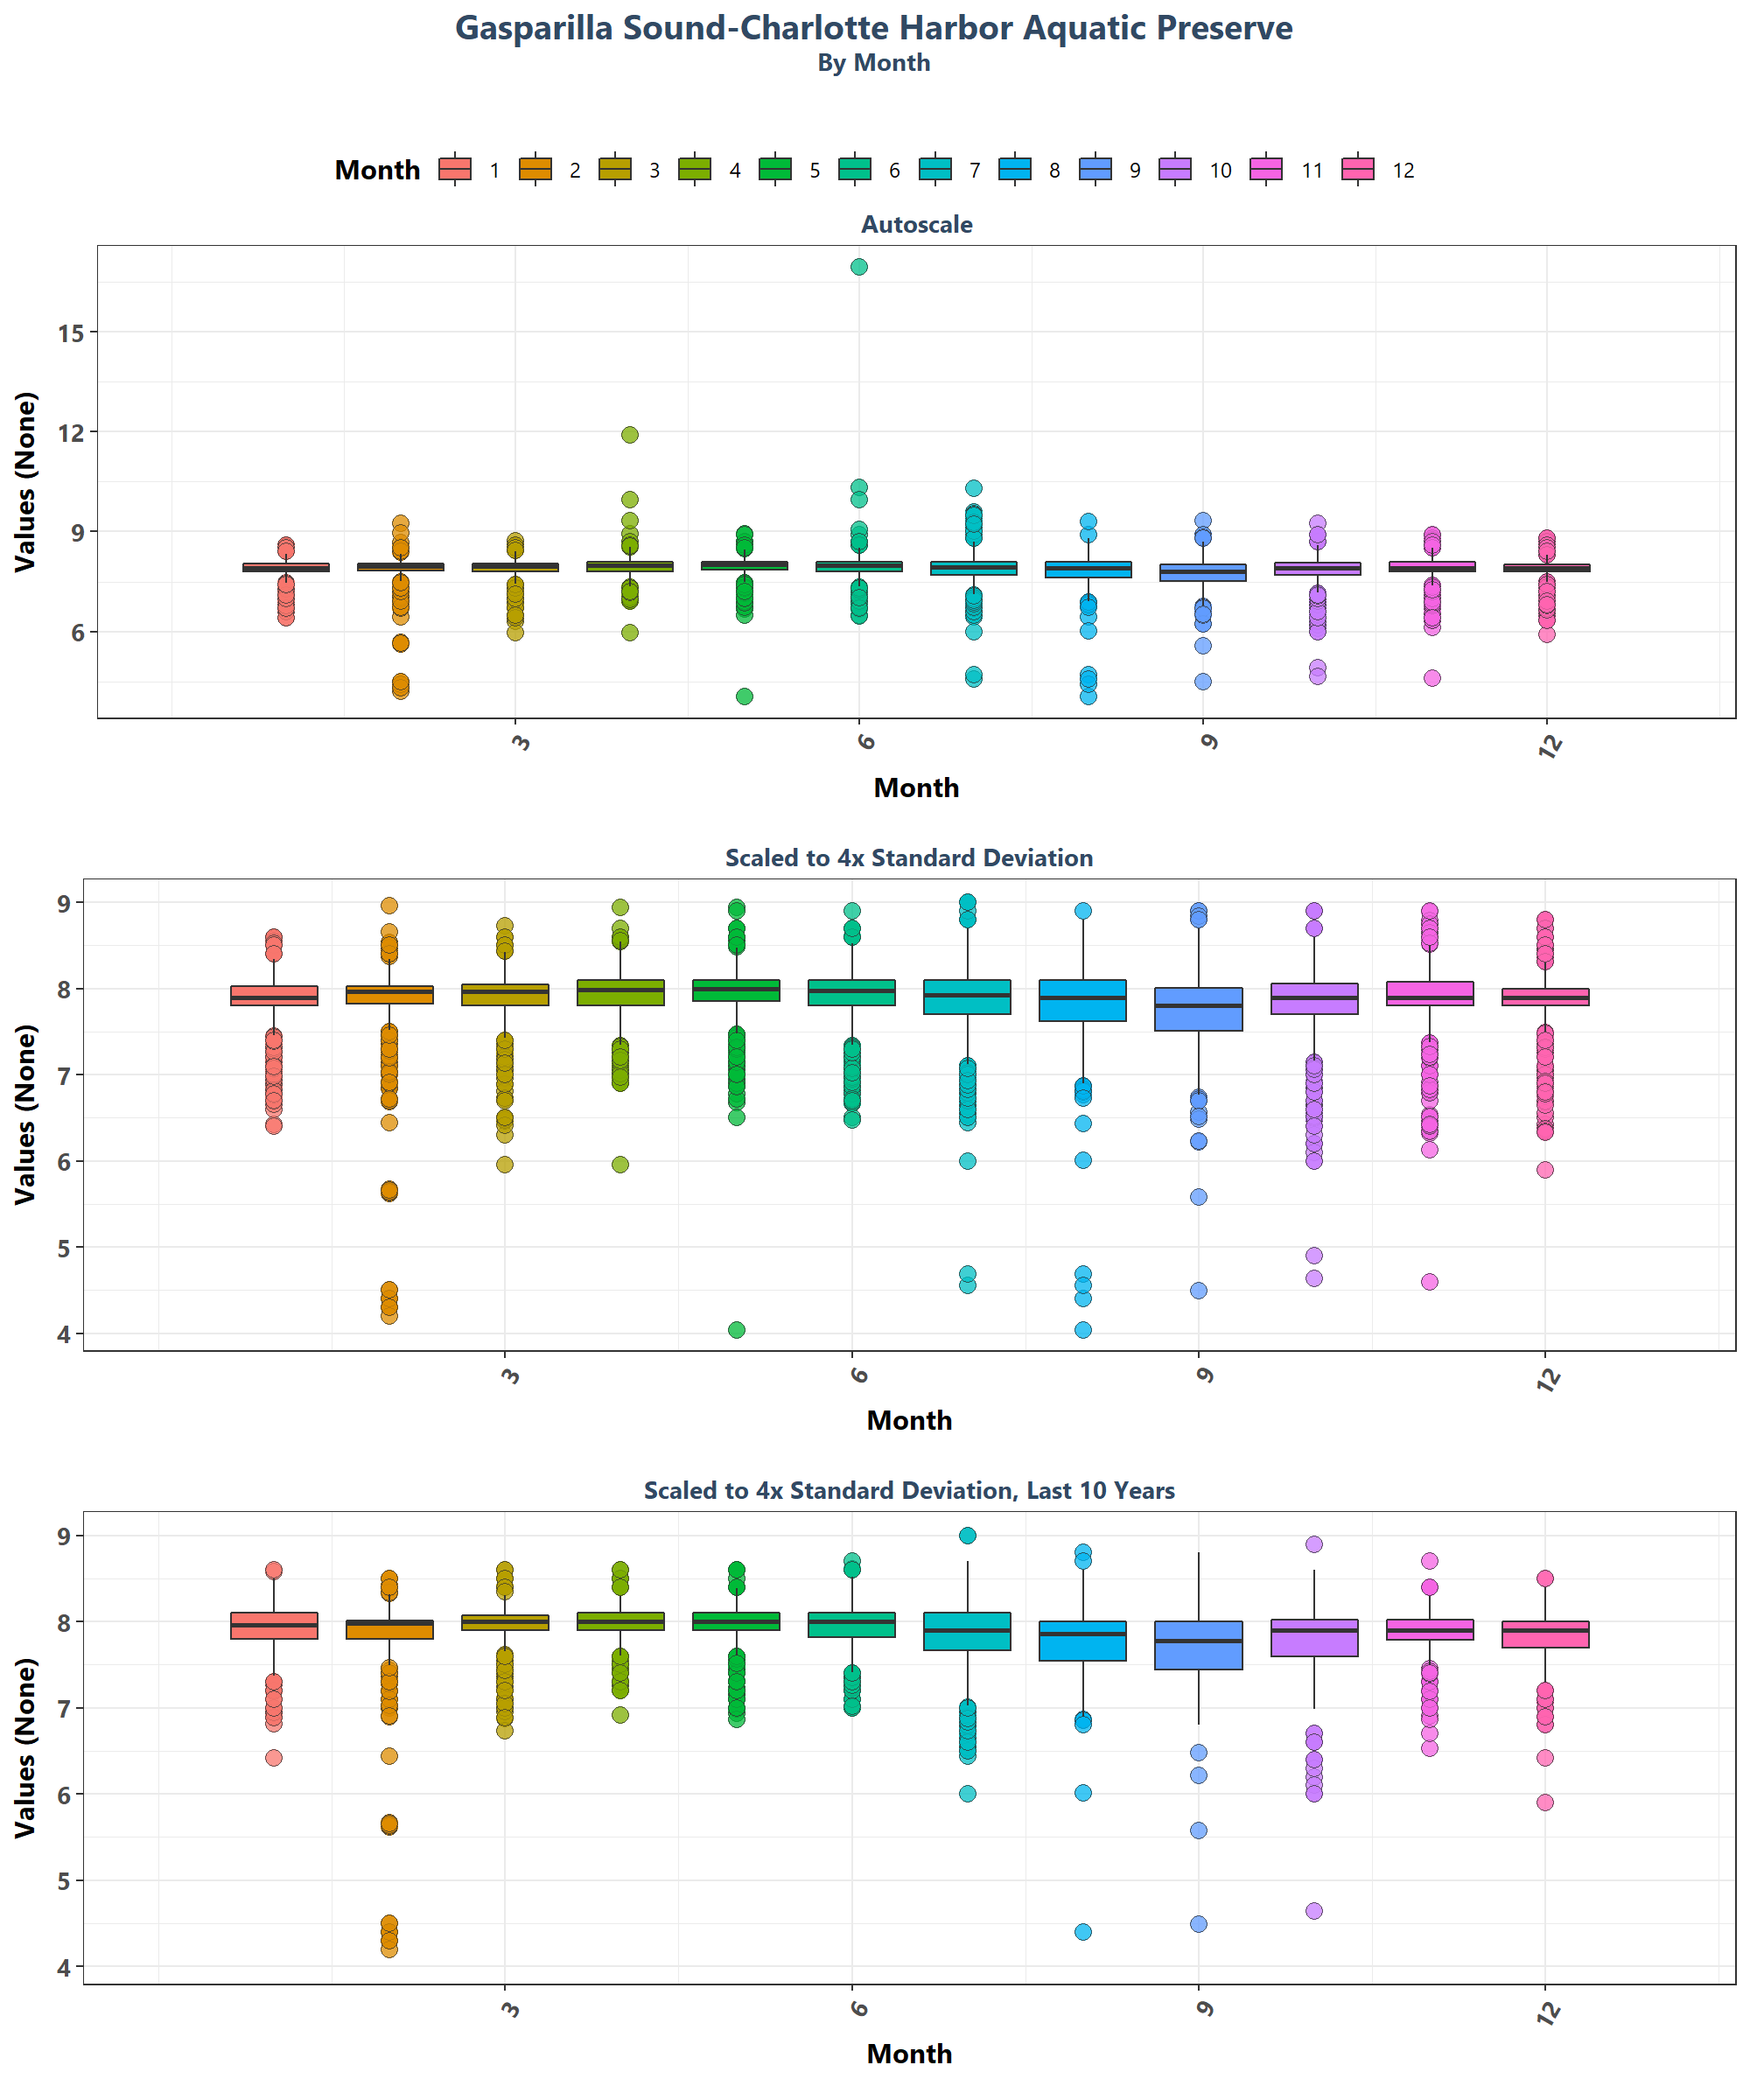 Gasparilla Sound-Charlotte Harbor Aquatic Preserve
By Month
Month 1 2 3 4 5 6 7 8 9 10 11 12
Autoscale
Values (None)
15
12
9
6
3 6 9 12
Month
Scaled to 4x Standard Deviation
Values (None)
9
8
7
6
5
4
3 6 9 12
Month
Scaled to 4x Standard Deviation, Last 10 Years
Values (None)
9
8
7
6
5
4
3 6 9 12
Month